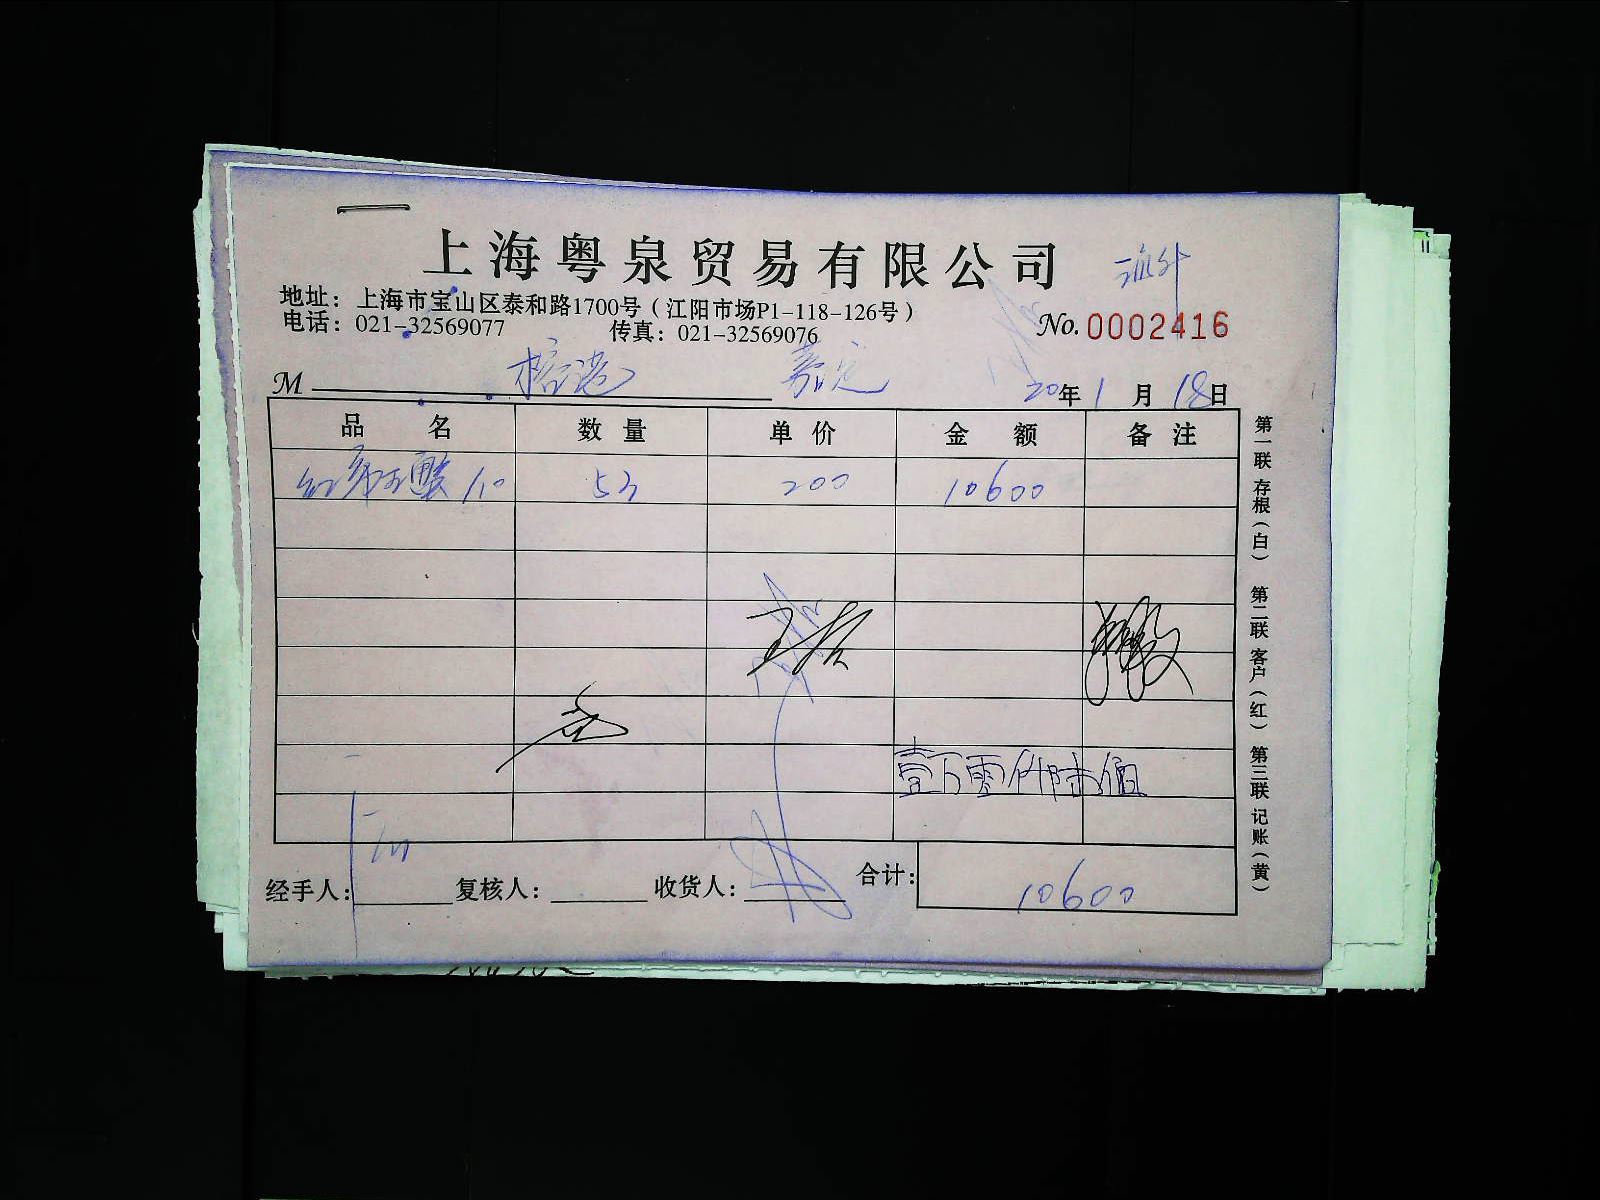 上海粤泉贸易有限公司
地址：上海市宝山区泰和路1700号（江阳市场P1-118-126号）
电话：021-32569077 传真：021-32569076 No. 0002416
M 榕港 嘉定 20年1月18日
品名 数量 单价 金额 备注
53 200 10600
壹万零仟陆佰
经手人： 复核人： 收货人： 合计：10600
第一联 存根（白） 第二联 客户（红） 第三联 记账（黄）